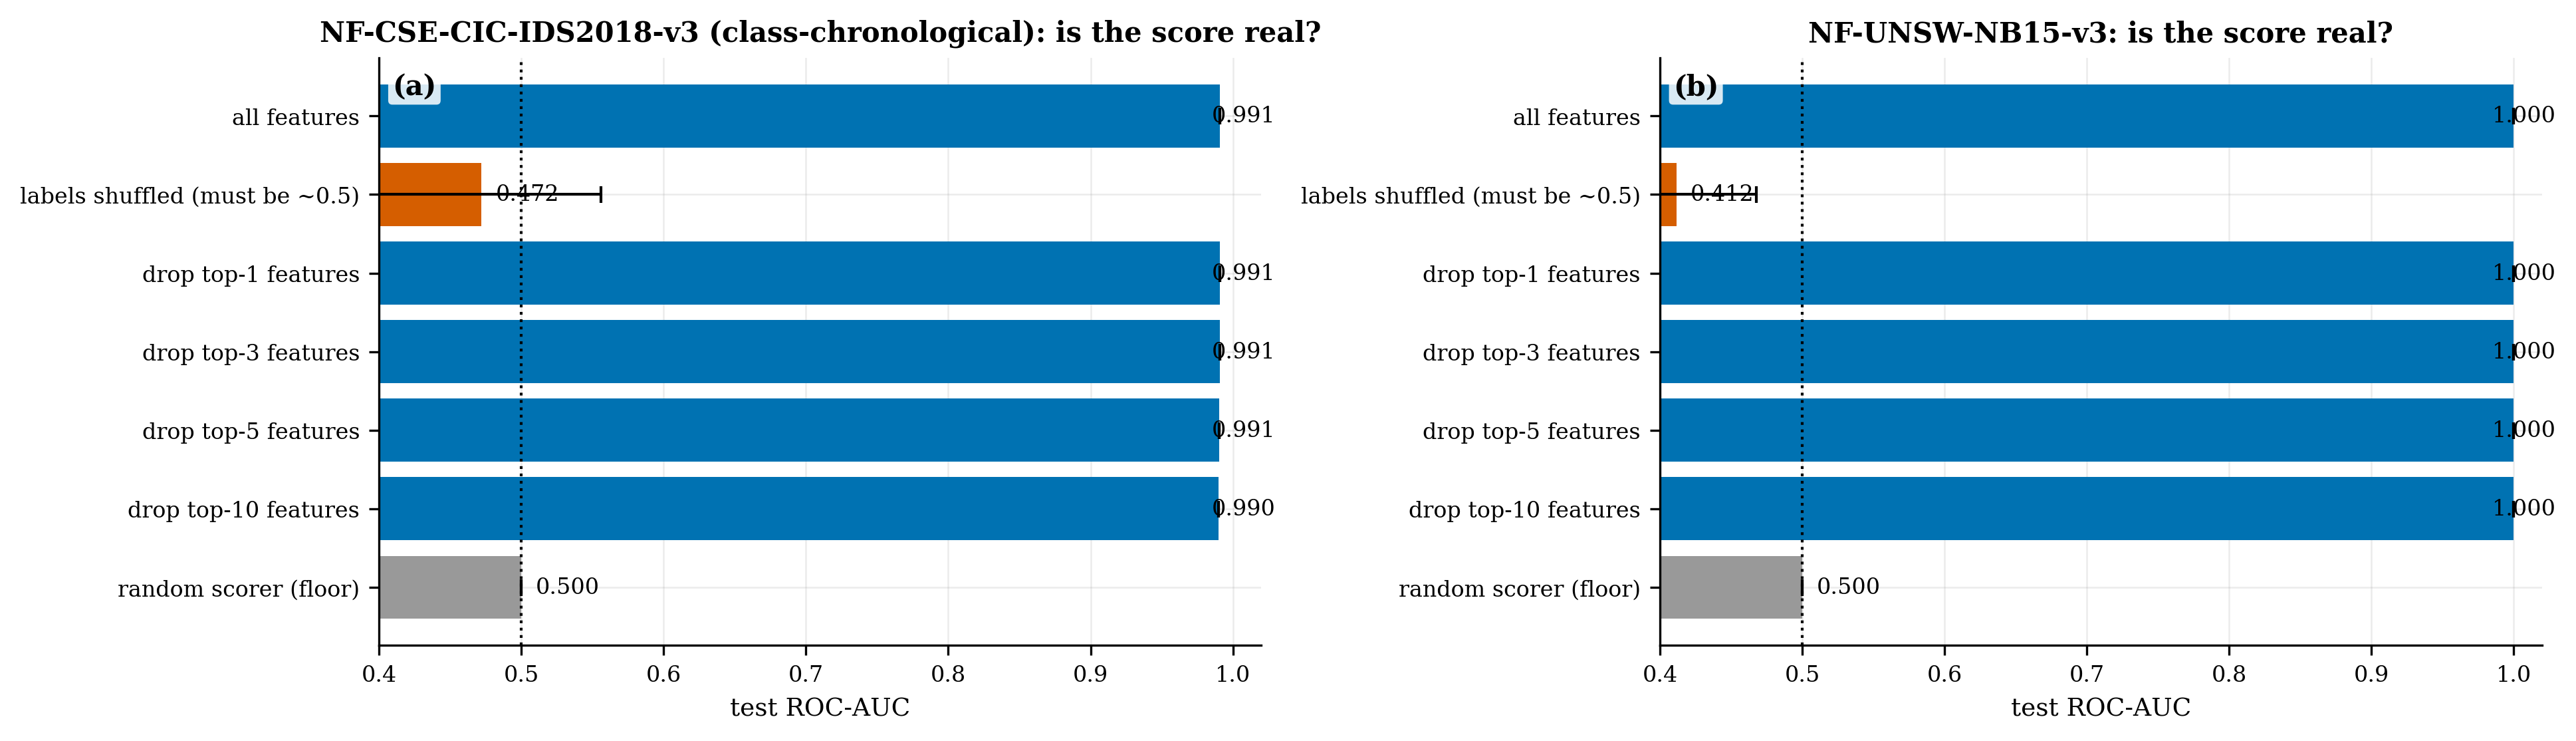 NF-CSE-CIC-IDS2018-v3 (class-chronological): is the score real?
(a)
all features
0.991
labels shuffled (must be ~0.5)
0.472
drop top-1 features
0.991
drop top-3 features
0.991
drop top-5 features
0.991
drop top-10 features
0.990
random scorer (floor)
0.500
0.4 0.5 0.6 0.7 0.8 0.9 1.0
test ROC-AUC
NF-UNSW-NB15-v3: is the score real?
(b)
all features
1.000
labels shuffled (must be ~0.5)
0.412
drop top-1 features
1.000
drop top-3 features
1.000
drop top-5 features
1.000
drop top-10 features
1.000
random scorer (floor)
0.500
0.4 0.5 0.6 0.7 0.8 0.9 1.0
test ROC-AUC